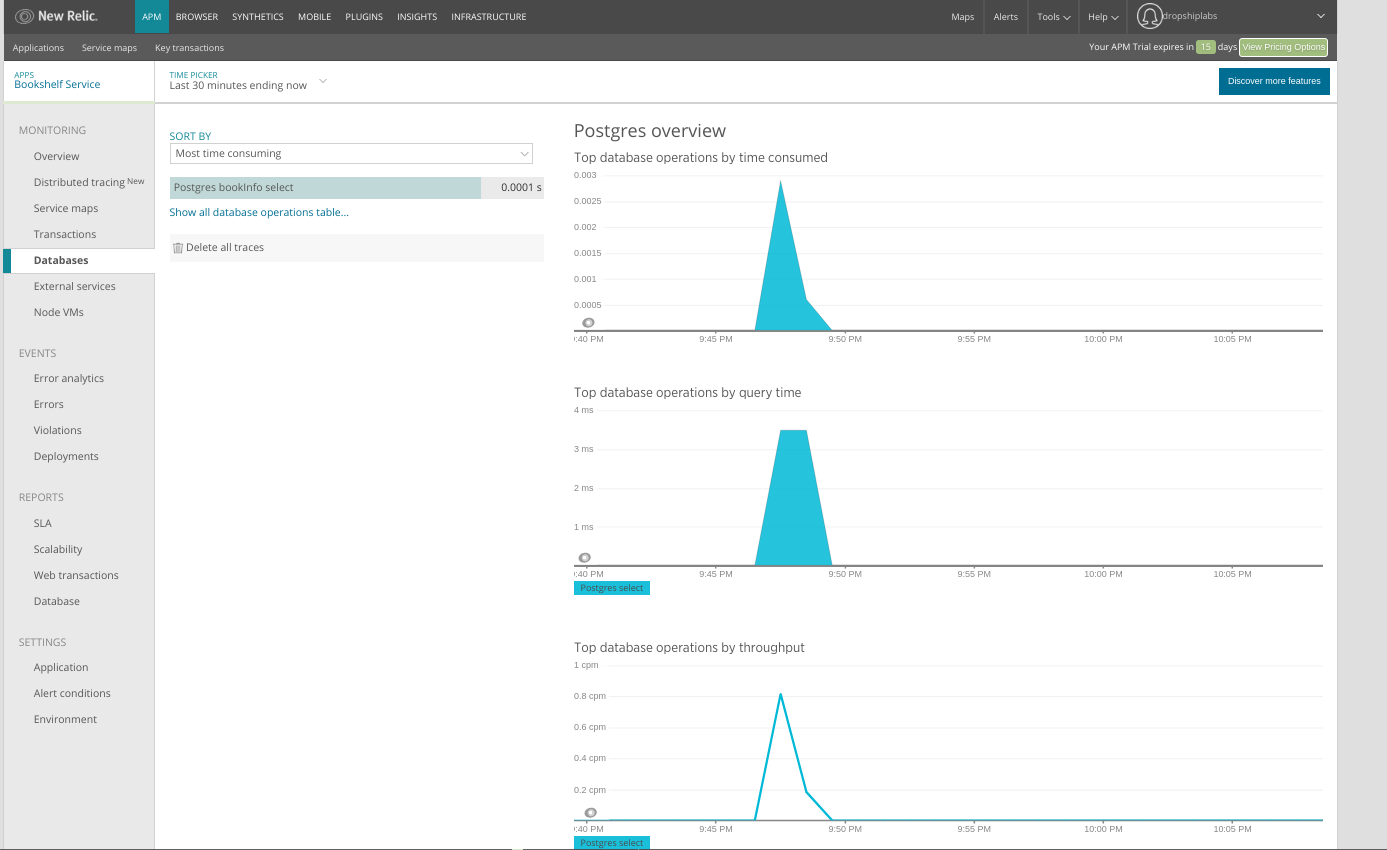 New Relic.
APM BROWSER SYNTHETICS MOBILE PLUGINS INSIGHTS INFRASTRUCTURE Maps Alerts Tools Help dropshiplabs
Applications Service maps Key transactions Your APM Trial expires in 15 days View Pricing Options
APPS
Bookshelf Service
TIME PICKER
Last 30 minutes ending now
Discover more features
MONITORING
Overview
Distributed tracing New
Service maps
Transactions
Databases
External services
Node VMs
EVENTS
Error analytics
Errors
Violations
Deployments
REPORTS
SLA
Scalability
Web transactions
Database
SETTINGS
Application
Alert conditions
Environment
SORT BY
Most time consuming
Postgres bookInfo select 0.0001 s
Show all database operations table...
Delete all traces
Postgres overview
Top database operations by time consumed
0.003
0.0025
0.002
0.0015
0.001
0.0005
:40 PM 9:45 PM 9:50 PM 9:55 PM 10:00 PM 10:05 PM
Top database operations by query time
4 ms
3 ms
2 ms
1 ms
:40 PM 9:45 PM 9:50 PM 9:55 PM 10:00 PM 10:05 PM
Postgres select
Top database operations by throughput
1 cpm
0.8 cpm
0.6 cpm
0.4 cpm
0.2 cpm
:40 PM 9:45 PM 9:50 PM 9:55 PM 10:00 PM 10:05 PM
Postgres select